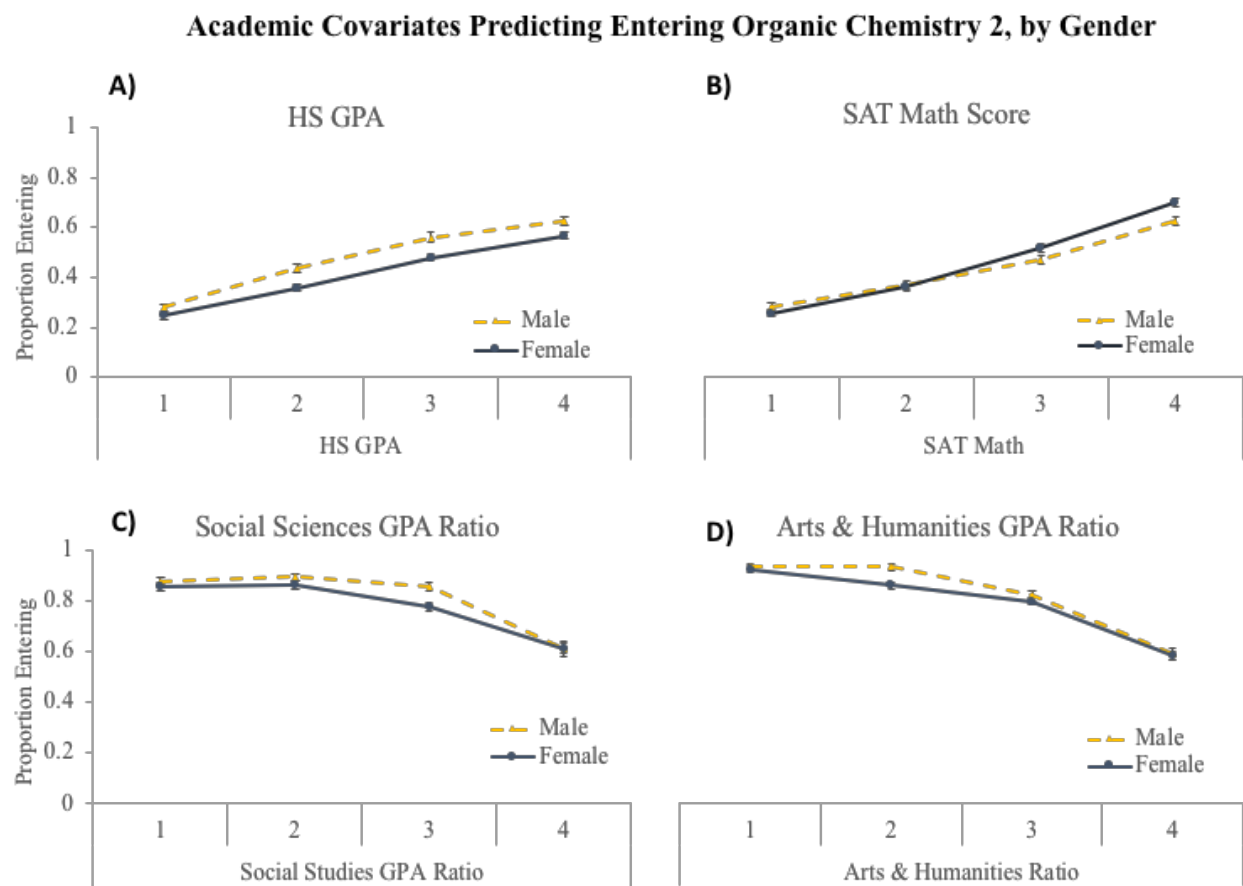 Academic Covariates Predicting Entering Organic Chemistry 2, by Gender
A)
HS GPA
Proportion Entering
1
0.8
0.6
0.4
0.2
0
Male
Female
1 2 3 4
HS GPA
B)
SAT Math Score
Male
Female
1 2 3 4
SAT Math
C)
Social Sciences GPA Ratio
Proportion Entering
1
0.8
0.6
0.4
0.2
0
Male
Female
1 2 3 4
Social Studies GPA Ratio
D)
Arts & Humanities GPA Ratio
Male
Female
1 2 3 4
Arts & Humanities Ratio